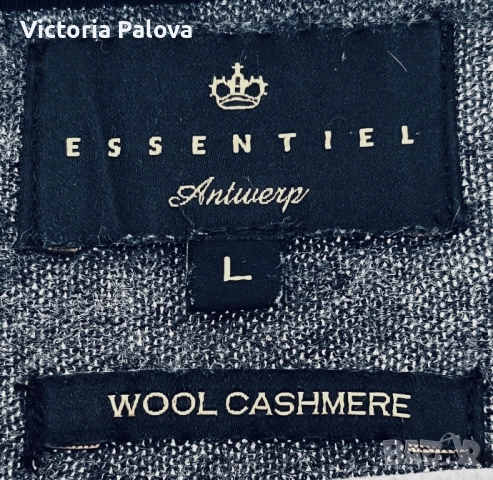 Victoria Palova
ESSENTIEL
Antwerp
L
WOOL CASHMERE